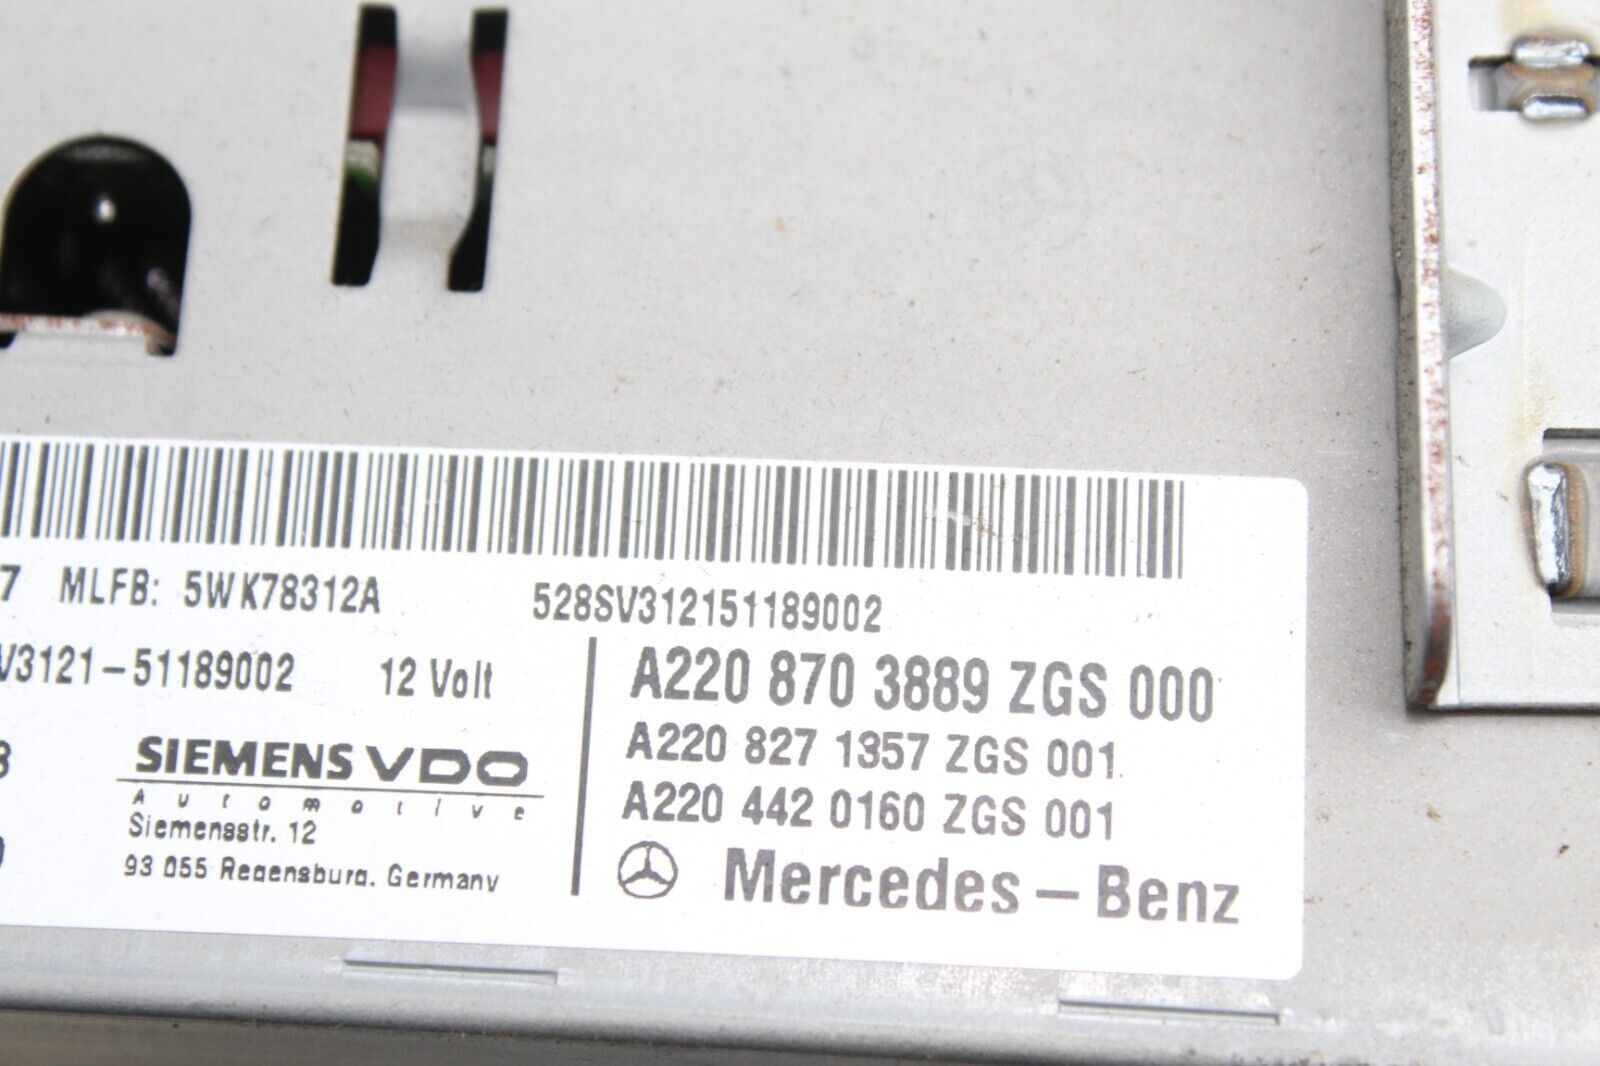 7 MLFB: 5WK78312A
528SV312151189002
V3121-51189002 12 Volt
SIEMENS VDO
Automotive
Siemensstr. 12
93 055 Regensburg, Germany
A220 870 3889 ZGS 000
A220 827 1357 ZGS 001
A220 442 0160 ZGS 001
Mercedes-Benz